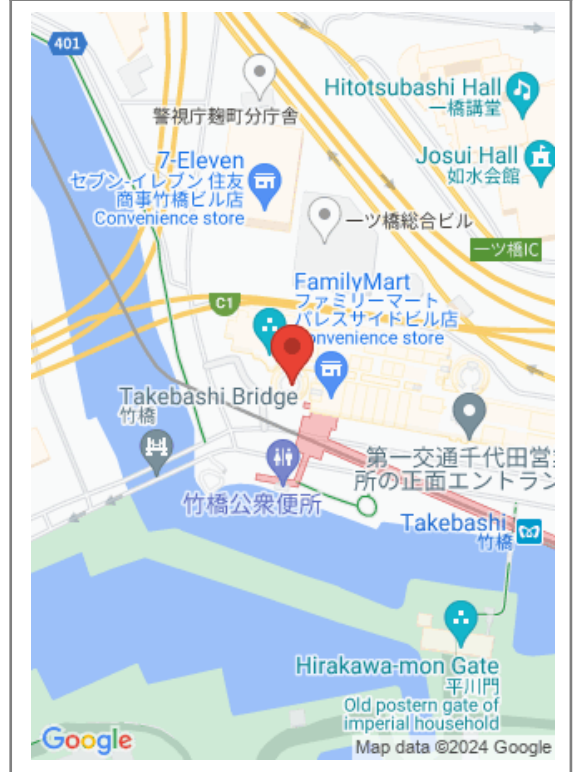 401
Hitotsubashi Hall
一橋講堂
警視庁麹町分庁舎
Josui Hall
如水会館
7-Eleven
セブン-イレブン 住友
商事竹橋ビル店
Convenience store
一ツ橋総合ビル
一ツ橋IC
FamilyMart
ファミリーマート
パレスサイドビル店
Convenience store
C1
Takebashi Bridge
竹橋
第一交通千代田営業
所の正面エントラン
竹橋公衆便所
Takebashi
竹橋
Hirakawa-mon Gate
平川門
Old postern gate of
imperial household
Google
Map data ©2024 Google